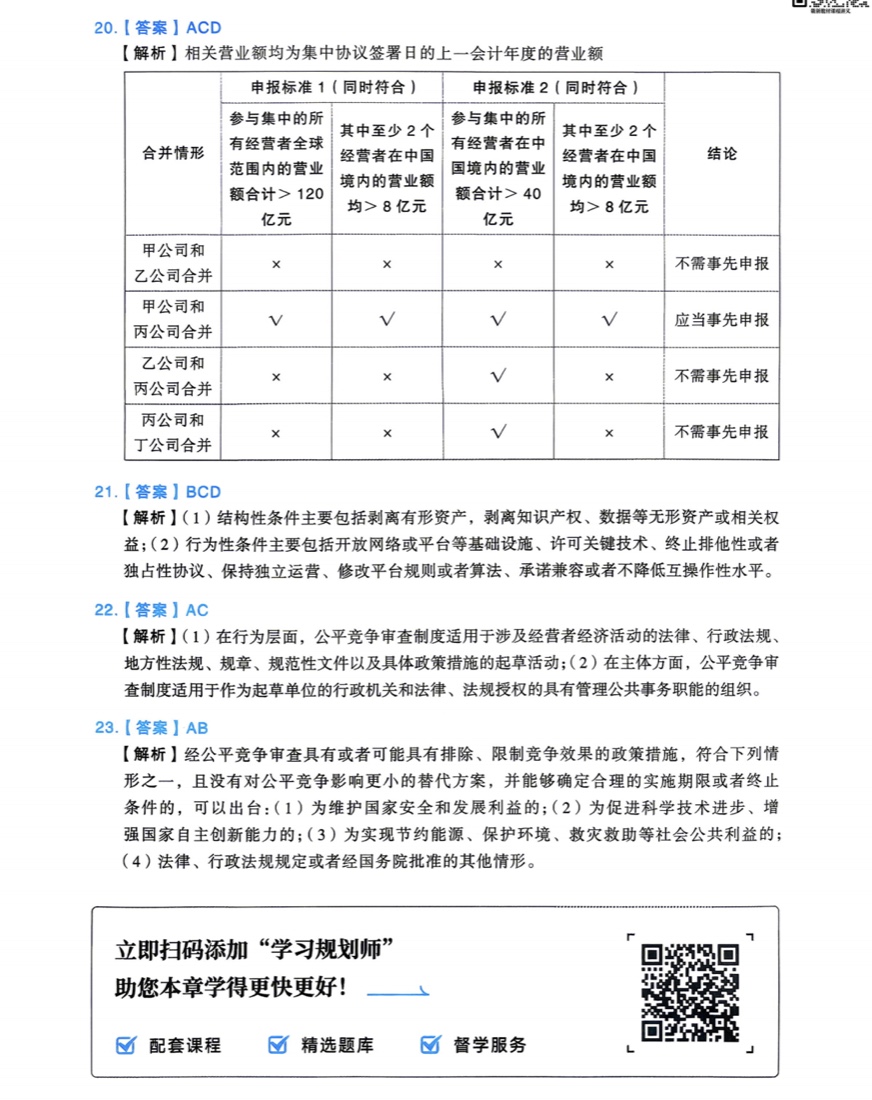 20.【答案】ACD
【解析】相关营业额均为集中协议签署日的上一会计年度的营业额
合并情形
申报标准 1（同时符合）
申报标准 2（同时符合）
结论
参与集中的所
有经营者全球
范围内的营业
额合计＞ 120
亿元
其中至少 2 个
经营者在中国
境内的营业额
均＞ 8 亿元
参与集中的所
有经营者在中
国境内的营业
额合计＞ 40
亿元
其中至少 2 个
经营者在中国
境内的营业额
均＞ 8 亿元
甲公司和
乙公司合并
× × × × 不需事先申报
甲公司和
丙公司合并
√ √ √ √ 应当事先申报
乙公司和
丙公司合并
× × √ × 不需事先申报
丙公司和
丁公司合并
× × √ × 不需事先申报
21.【答案】BCD
【解析】（1）结构性条件主要包括剥离有形资产，剥离知识产权、数据等无形资产或相关权
益；（2）行为性条件主要包括开放网络或平台等基础设施、许可关键技术、终止排他性或者
独占性协议、保持独立运营、修改平台规则或者算法、承诺兼容或者不降低互操作性水平。
22.【答案】AC
【解析】（1）在行为层面，公平竞争审查制度适用于涉及经营者经济活动的法律、行政法规、
地方性法规、规章、规范性文件以及具体政策措施的起草活动；（2）在主体方面，公平竞争审
查制度适用于作为起草单位的行政机关和法律、法规授权的具有管理公共事务职能的组织。
23.【答案】AB
【解析】经公平竞争审查具有或者可能具有排除、限制竞争效果的政策措施，符合下列情
形之一，且没有对公平竞争影响更小的替代方案，并能够确定合理的实施期限或者终止
条件的，可以出台：（1）为维护国家安全和发展利益的；（2）为促进科学技术进步、增
强国家自主创新能力的；（3）为实现节约能源、保护环境、救灾救助等社会公共利益的；
（4）法律、行政法规规定或者经国务院批准的其他情形。
立即扫码添加“学习规划师”
助您本章学得更快更好！
配套课程 精选题库 督学服务